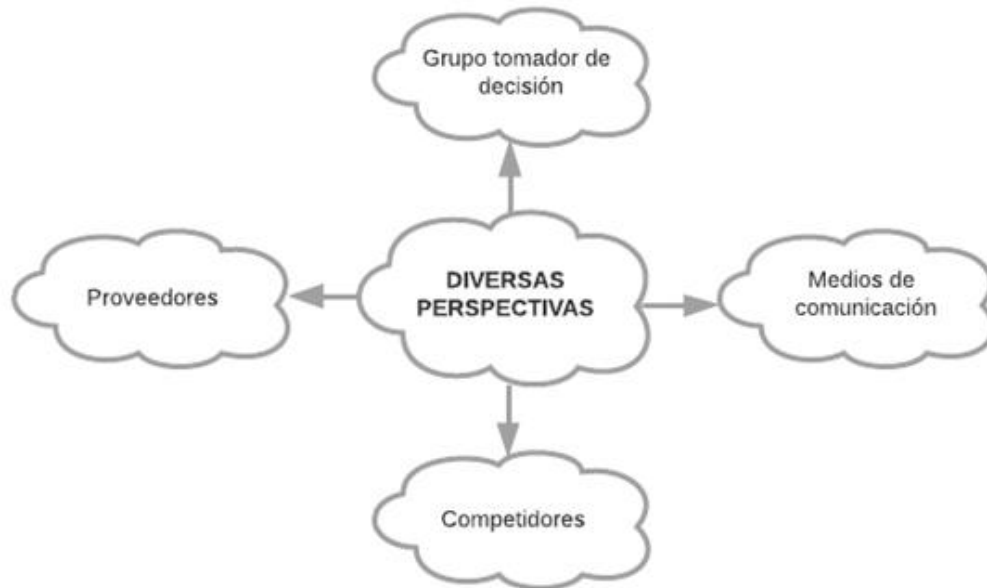 Grupo tomador de
decisión
Proveedores
DIVERSAS
PERSPECTIVAS
Medios de
comunicación
Competidores